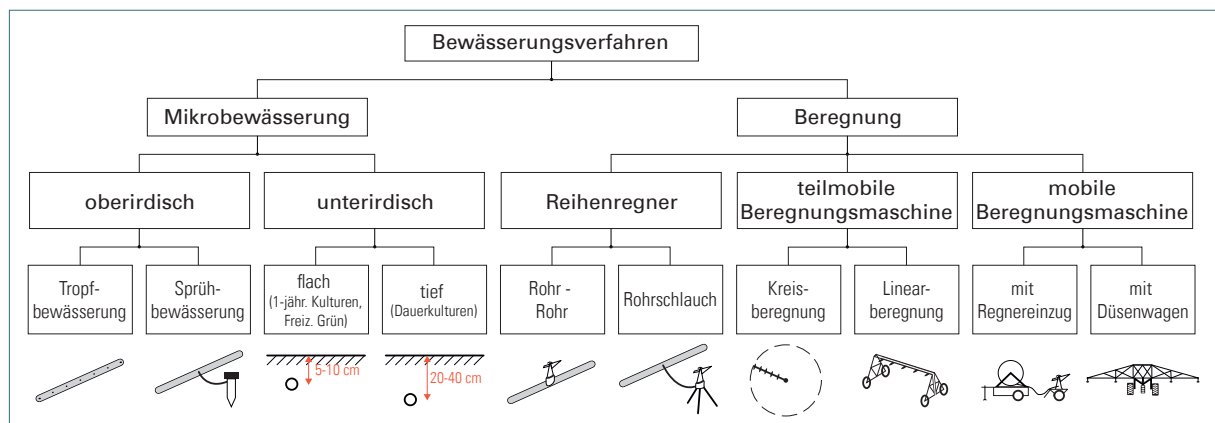 Bewässerungsverfahren
Mikrobewässerung
Beregnung
oberirdisch
unterirdisch
Reihenregner
teilmobile
Beregnungsmaschine
mobile
Beregnungsmaschine
Tropf-
bewässerung
Sprüh-
bewässerung
flach
(1-jähr. Kulturen,
Freiz. Grün)
tief
(Dauerkulturen)
Rohr -
Rohr
Rohrschlauch
Kreis-
beregnung
Linear-
beregnung
mit
Regnereinzug
mit
Düsenwagen
5-10 cm
20-40 cm